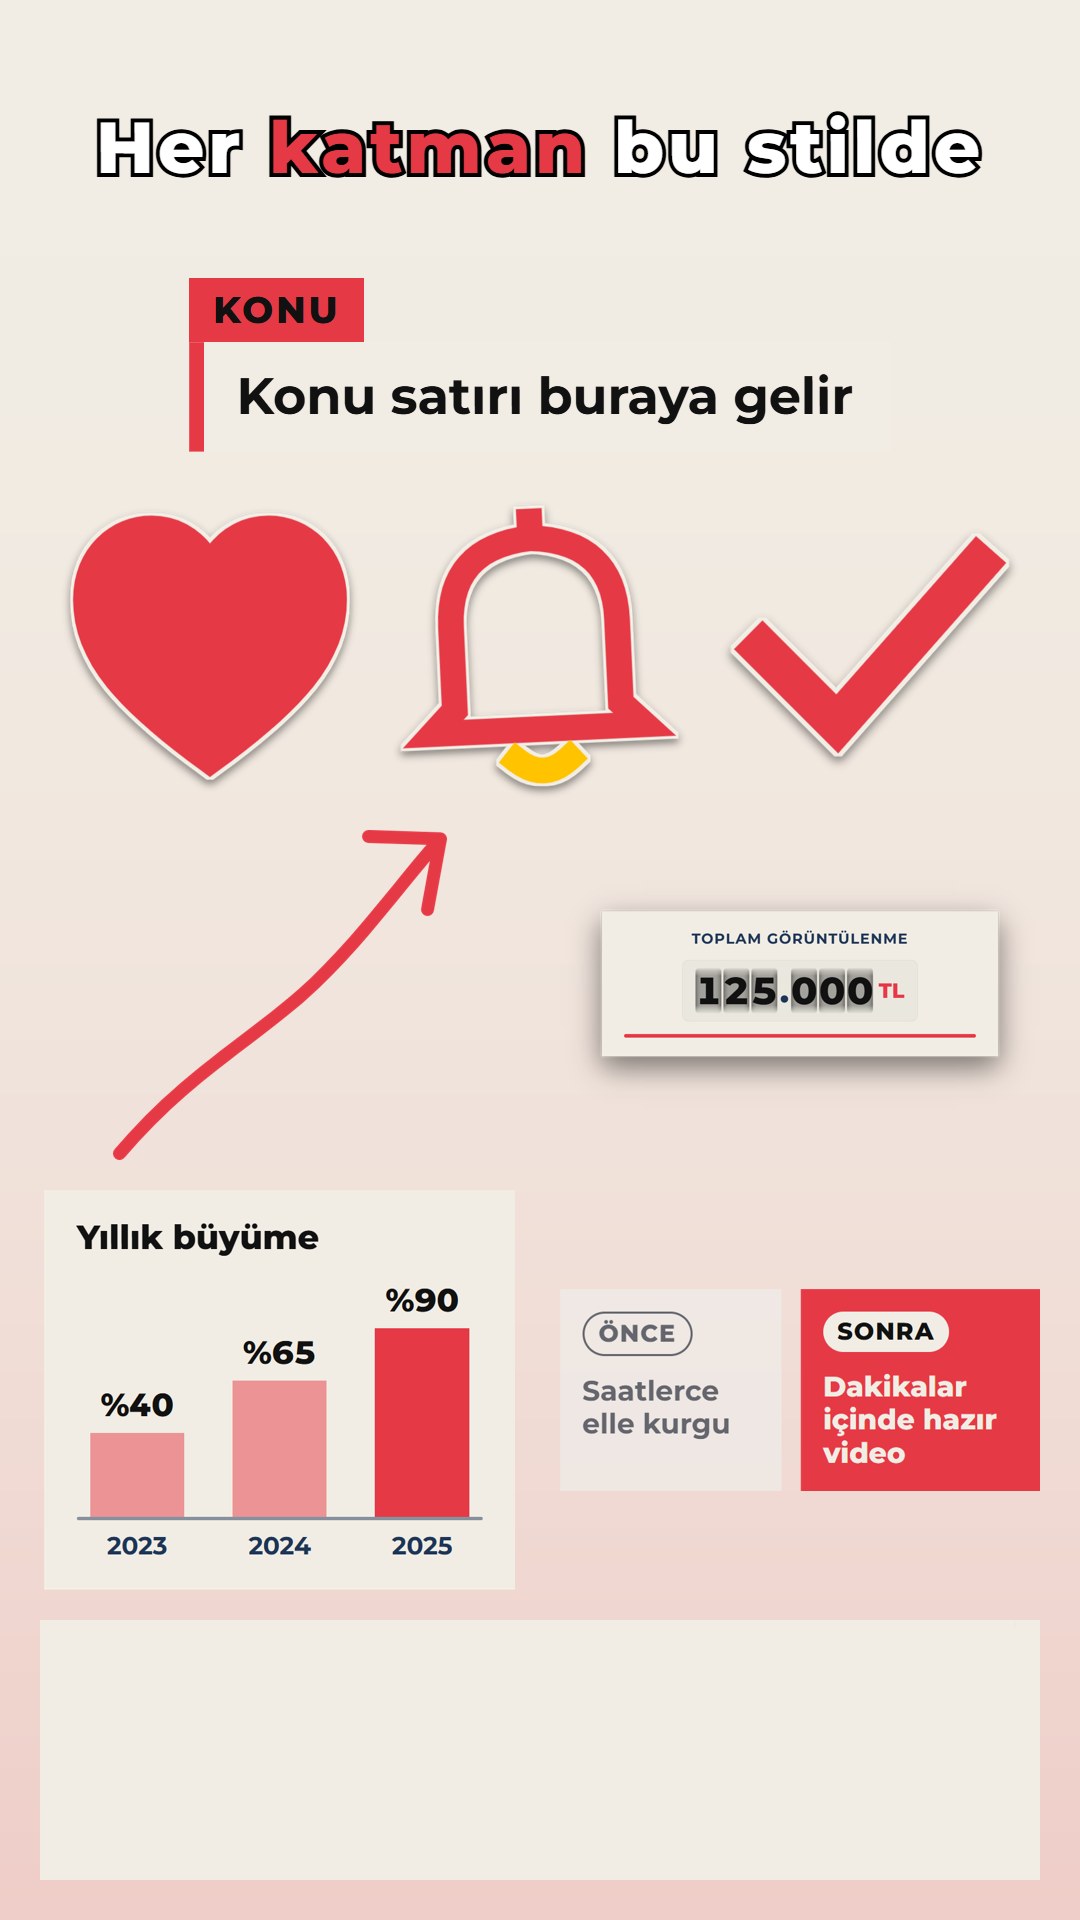 Her katman bu stilde
KONU
Konu satırı buraya gelir
TOPLAM GÖRÜNTÜLENME
125.000 TL
Yıllık büyüme
%40
%65
%90
2023
2024
2025
ÖNCE
Saatlerce
elle kurgu
SONRA
Dakikalar
içinde hazır
video